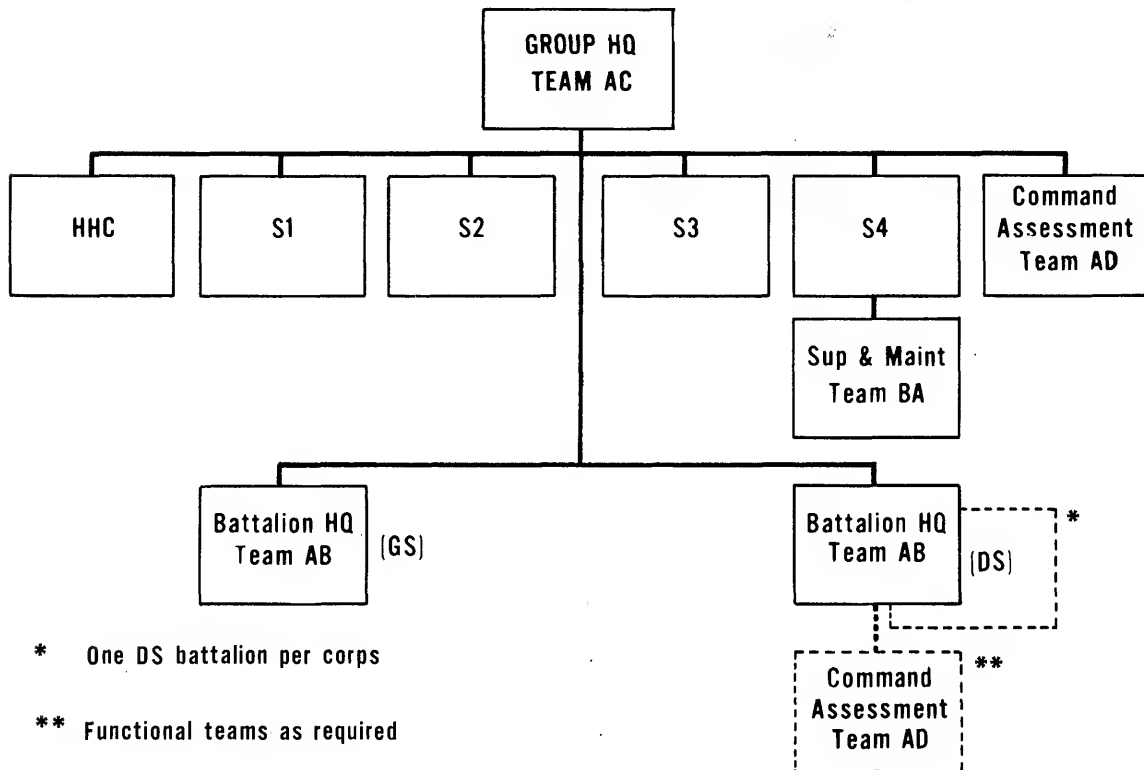 GROUP HQ
TEAM AC
HHC
S1
S2
S3
S4
Command
Assessment
Team AD
Sup & Maint
Team BA
Battalion HQ
Team AB
(GS)
Battalion HQ
Team AB
(DS)
*
* One DS battalion per corps
**
Command
Assessment
Team AD
** Functional teams as required